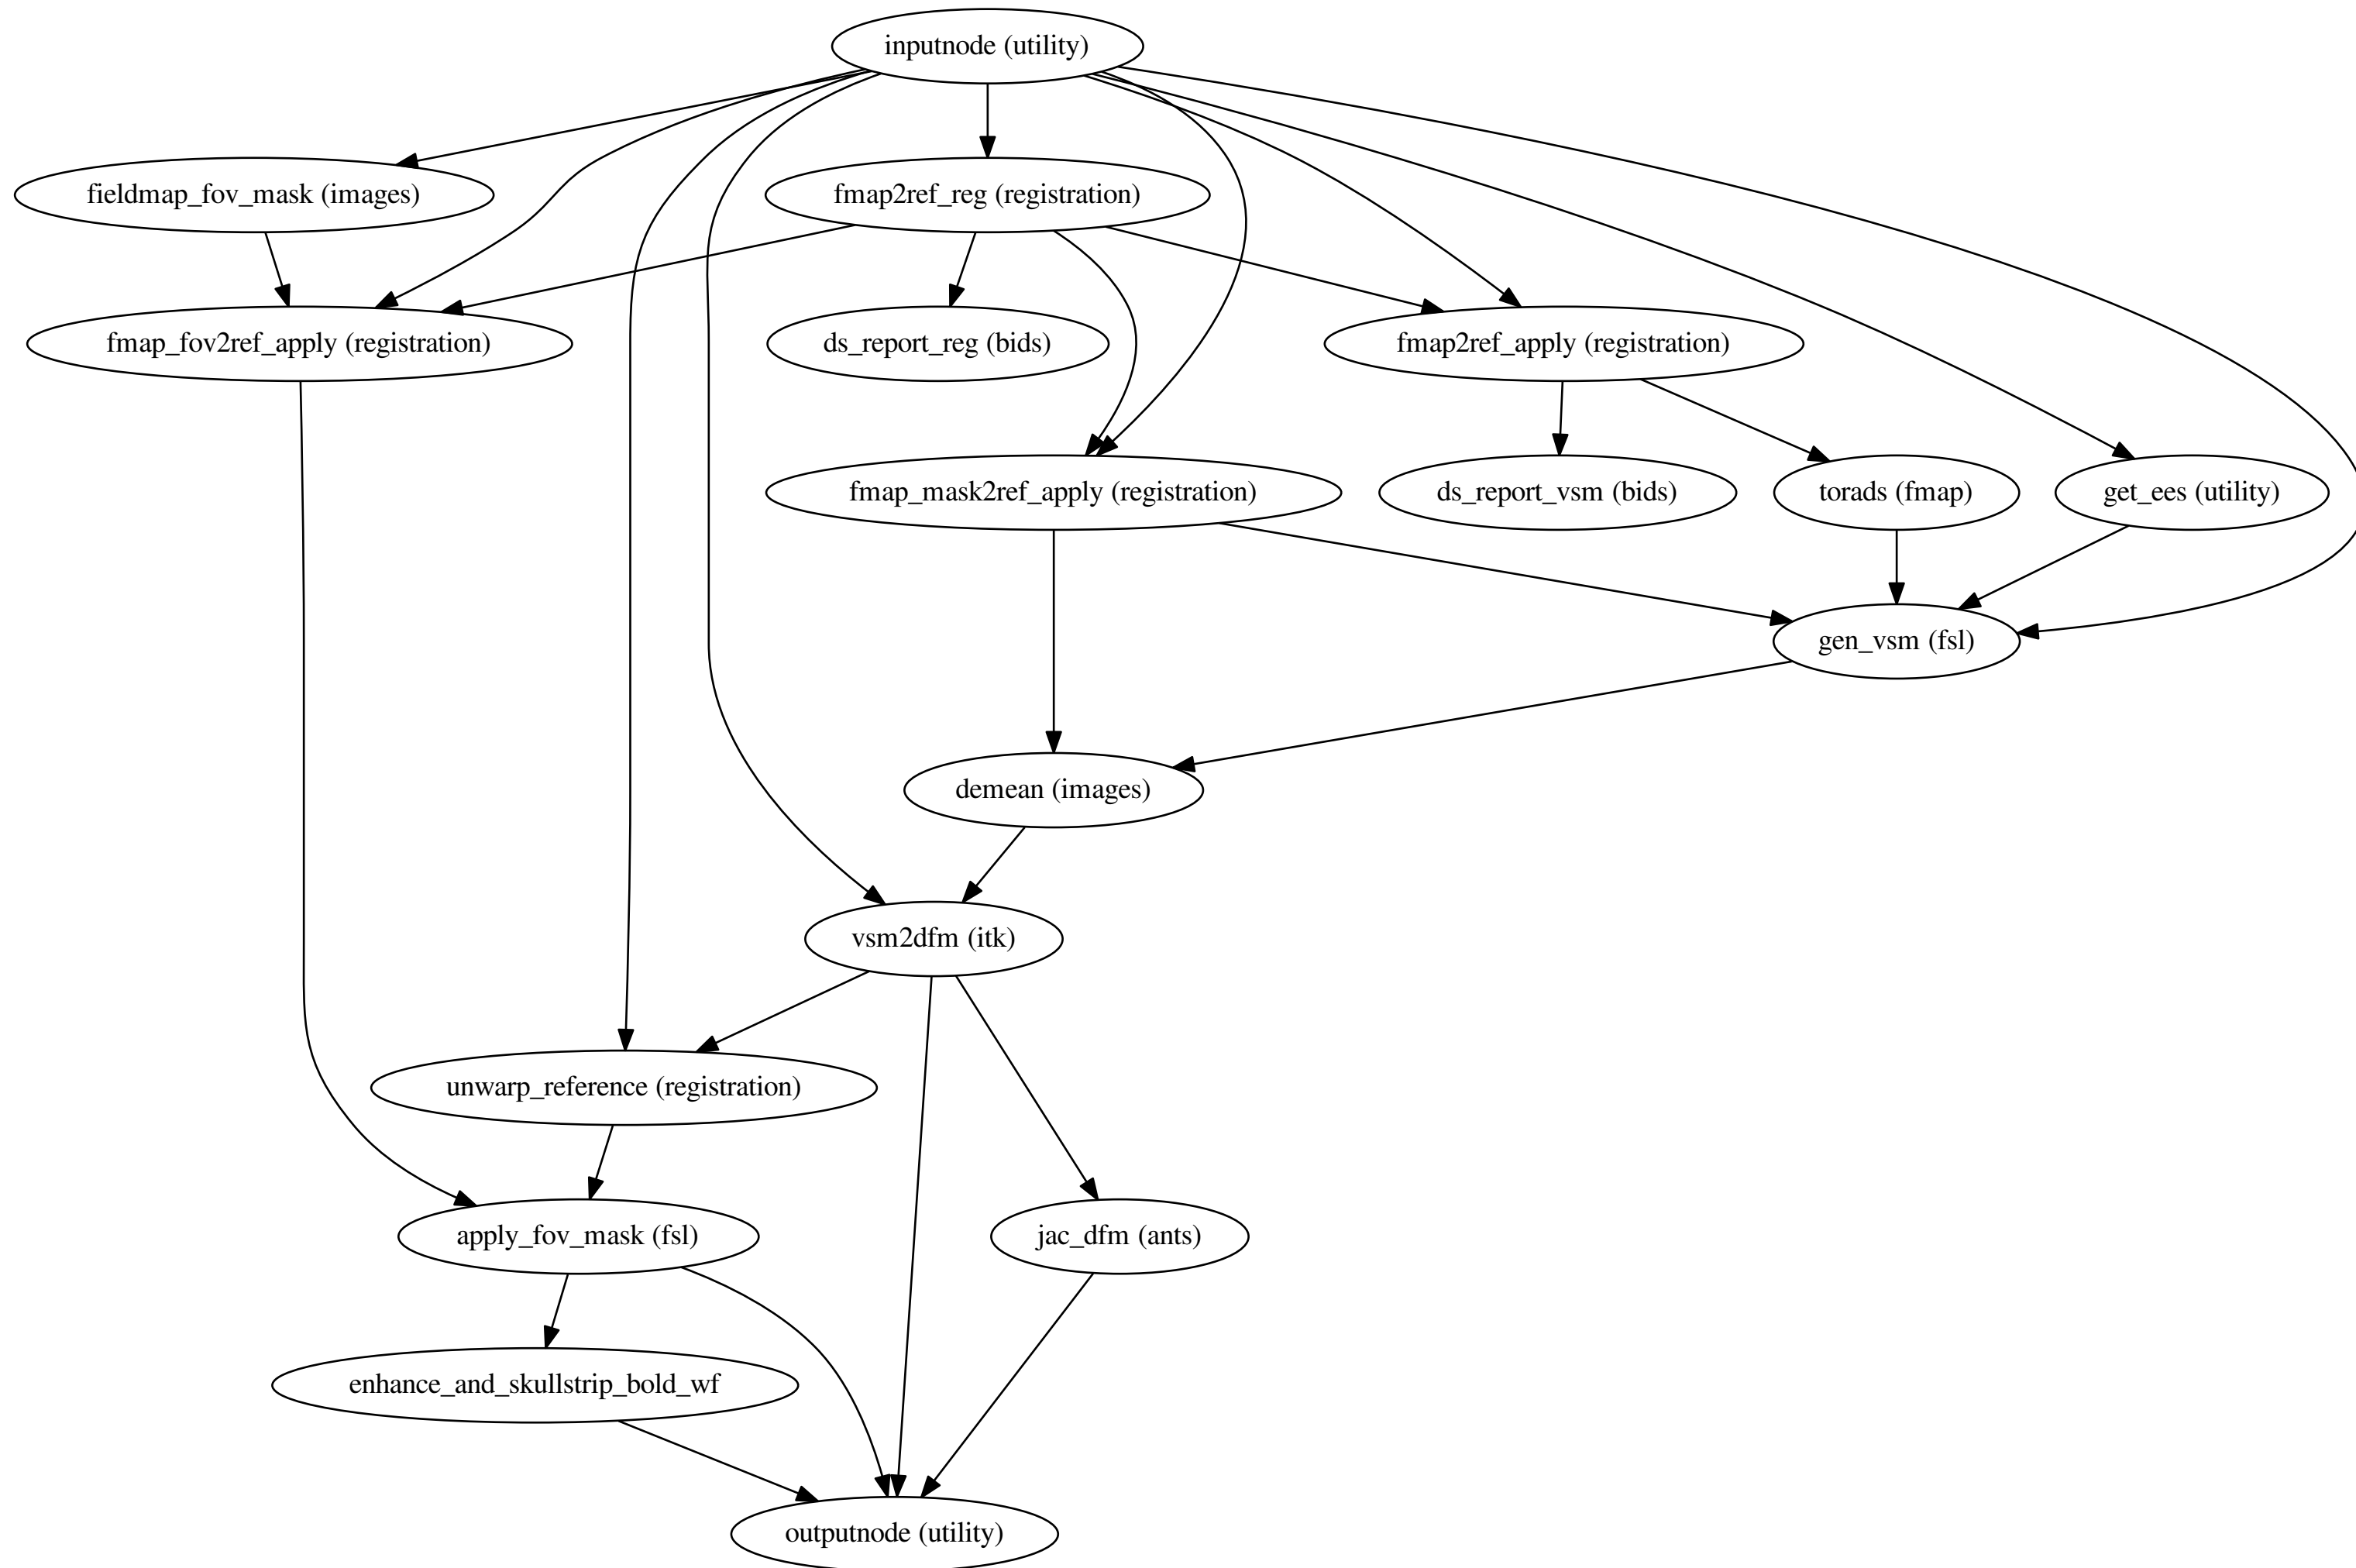 inputnode (utility)
fieldmap_fov_mask (images)
fmap2ref_reg (registration)
fmap_fov2ref_apply (registration)
ds_report_reg (bids)
fmap2ref_apply (registration)
fmap_mask2ref_apply (registration)
ds_report_vsm (bids)
torads (fmap)
get_ees (utility)
gen_vsm (fsl)
demean (images)
vsm2dfm (itk)
unwarp_reference (registration)
apply_fov_mask (fsl)
jac_dfm (ants)
enhance_and_skullstrip_bold_wf
outputnode (utility)